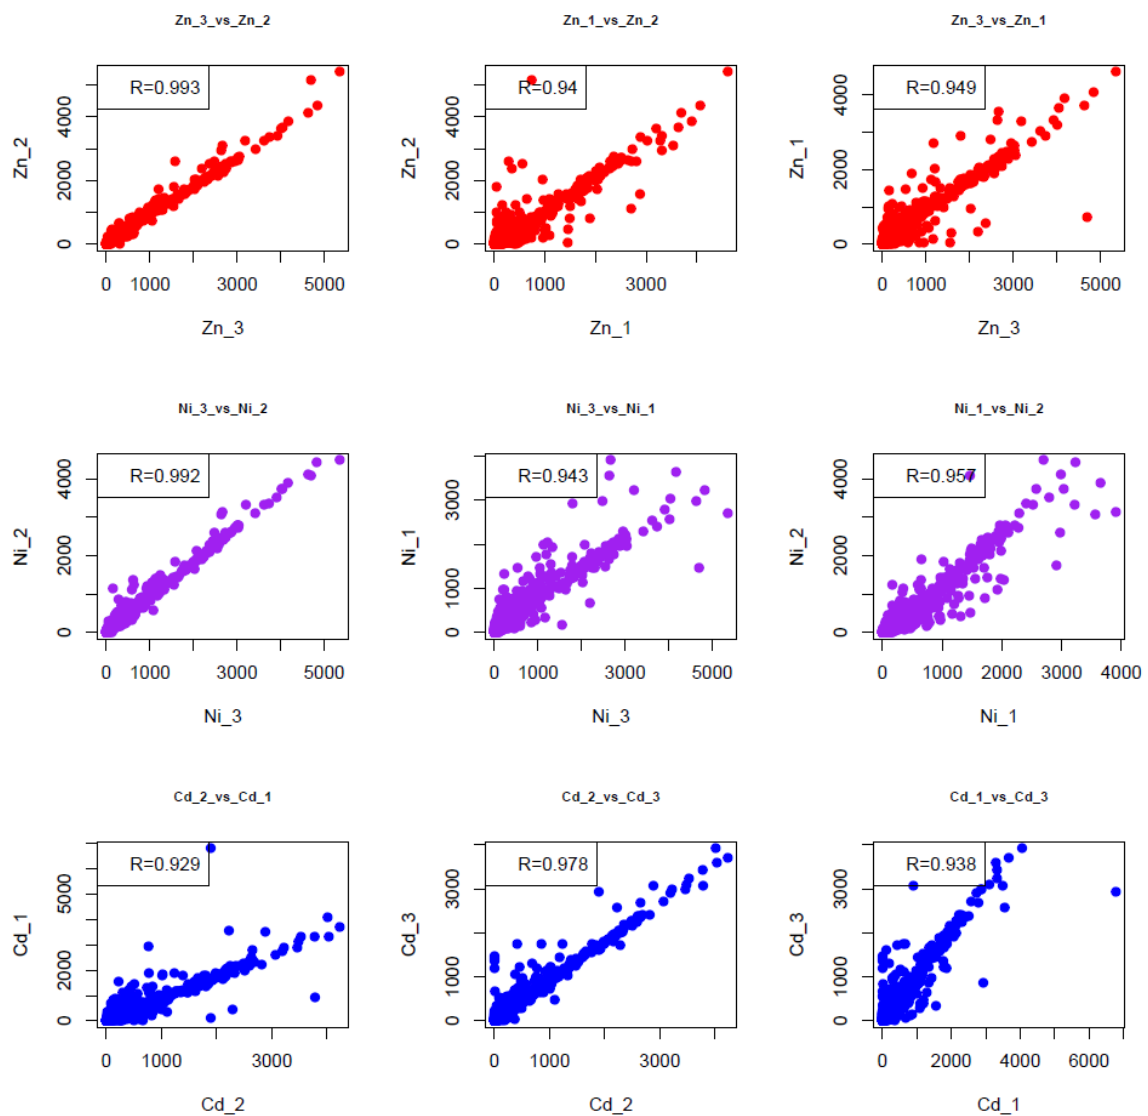 Zn_3_vs_Zn_2
R=0.993
Zn_2
0 2000 4000
0 1000 3000 5000
Zn_3
Zn_1_vs_Zn_2
R=0.94
Zn_2
0 2000 4000
0 1000 3000
Zn_1
Zn_3_vs_Zn_1
R=0.949
Zn_1
0 2000 4000
0 1000 3000 5000
Zn_3
Ni_3_vs_Ni_2
R=0.992
Ni_2
0 2000 4000
0 1000 3000 5000
Ni_3
Ni_3_vs_Ni_1
R=0.943
Ni_1
0 1000 3000
0 1000 3000 5000
Ni_3
Ni_1_vs_Ni_2
R=0.957
Ni_2
0 2000 4000
0 1000 2000 3000 4000
Ni_1
Cd_2_vs_Cd_1
R=0.929
Cd_1
0 2000 5000
0 1000 3000
Cd_2
Cd_2_vs_Cd_3
R=0.978
Cd_3
0 1000 3000
0 1000 3000
Cd_2
Cd_1_vs_Cd_3
R=0.938
Cd_3
0 1000 3000
0 2000 4000 6000
Cd_1